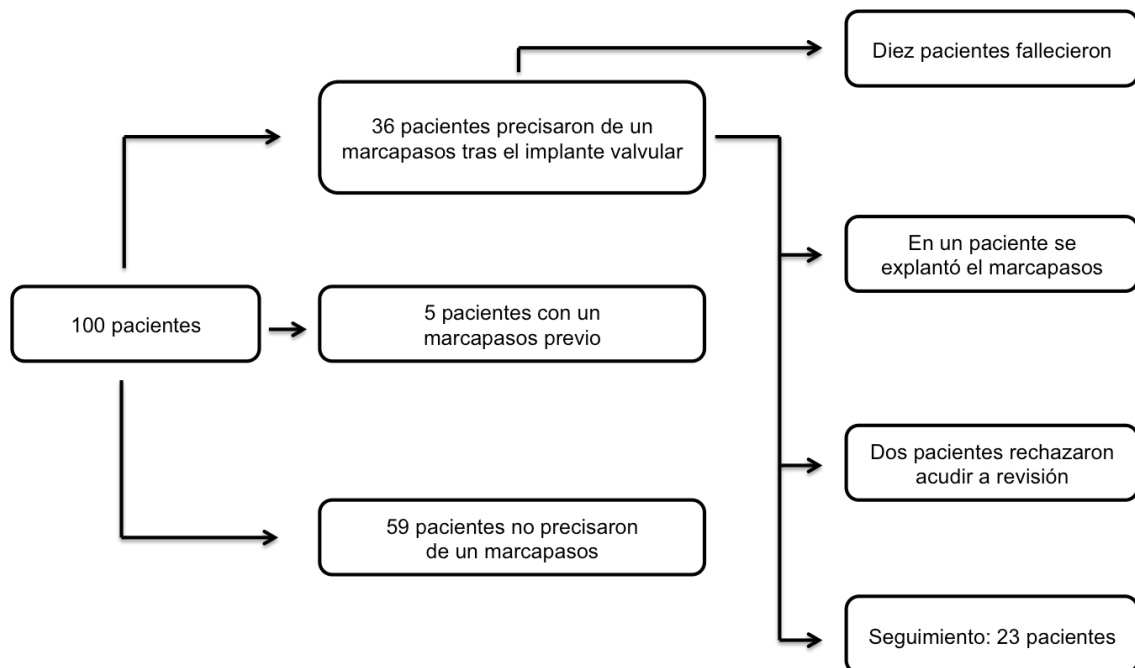 Diez pacientes fallecieron
36 pacientes precisaron de un
marcapasos tras el implante valvular
En un paciente se
explantó el marcapasos
100 pacientes
5 pacientes con un
marcapasos previo
Dos pacientes rechazaron
acudir a revisión
59 pacientes no precisaron
de un marcapasos
Seguimiento: 23 pacientes